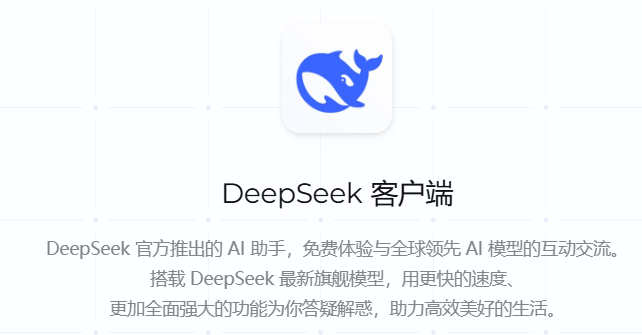 DeepSeek 客户端
DeepSeek 官方推出的 AI 助手，免费体验与全球领先 AI 模型的互动交流。
搭载 DeepSeek 最新旗舰模型，用更快的速度、
更加全面强大的功能为你答疑解惑，助力高效美好的生活。